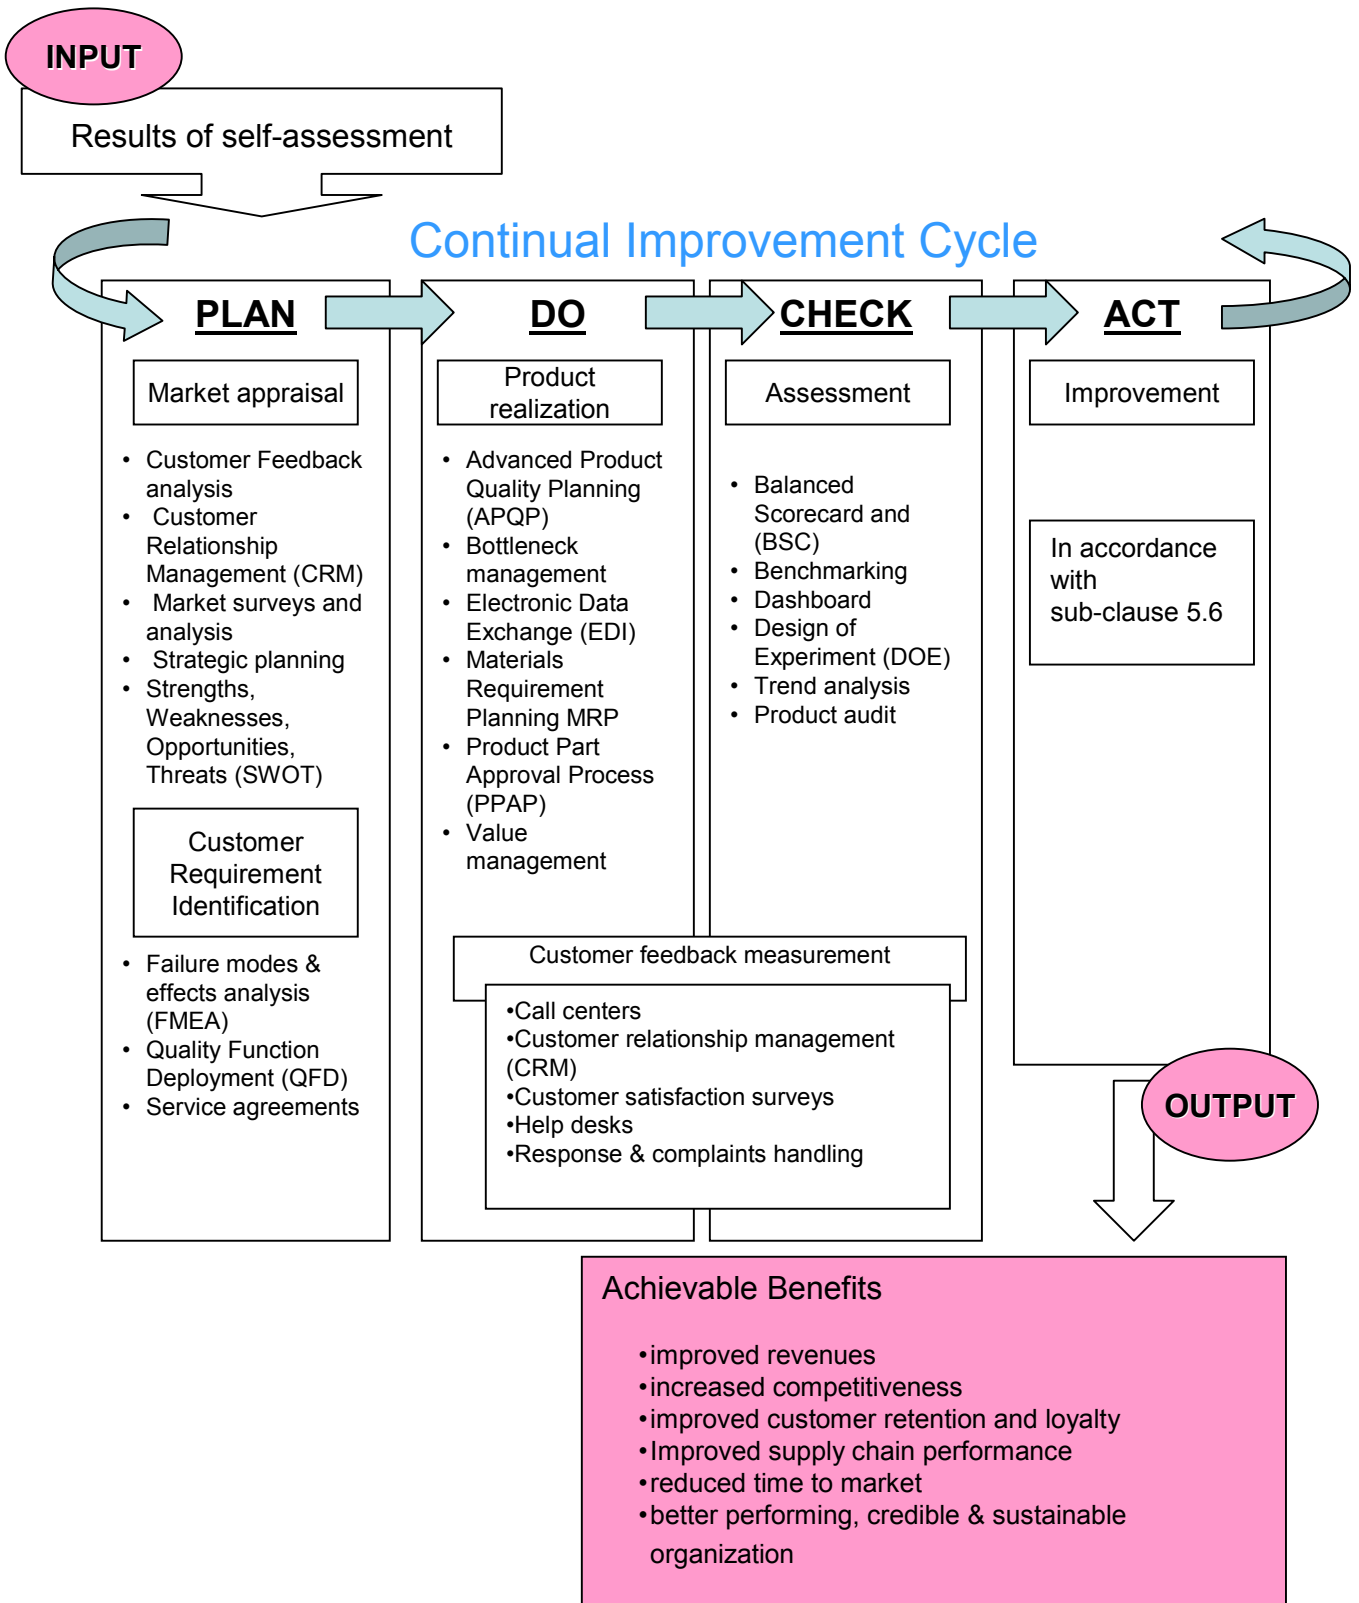 INPUT
Results of self-assessment
Continual Improvement Cycle
PLAN
Market appraisal
• Customer Feedback
analysis
• Customer
Relationship
Management (CRM)
• Market surveys and
analysis
• Strategic planning
• Strengths,
Weaknesses,
Opportunities,
Threats (SWOT)
Customer
Requirement
Identification
• Failure modes &
effects analysis
(FMEA)
• Quality Function
Deployment (QFD)
• Service agreements
DO
Product
realization
• Advanced Product
Quality Planning
(APQP)
• Bottleneck
management
• Electronic Data
Exchange (EDI)
• Materials
Requirement
Planning MRP
• Product Part
Approval Process
(PPAP)
• Value
management
CHECK
Assessment
• Balanced
Scorecard and
(BSC)
• Benchmarking
• Dashboard
• Design of
Experiment (DOE)
• Trend analysis
• Product audit
Customer feedback measurement
•Call centers
•Customer relationship management
(CRM)
•Customer satisfaction surveys
•Help desks
•Response & complaints handling
ACT
Improvement
In accordance
with
sub-clause 5.6
OUTPUT
Achievable Benefits
•improved revenues
•increased competitiveness
•improved customer retention and loyalty
•Improved supply chain performance
•reduced time to market
•better performing, credible & sustainable
organization